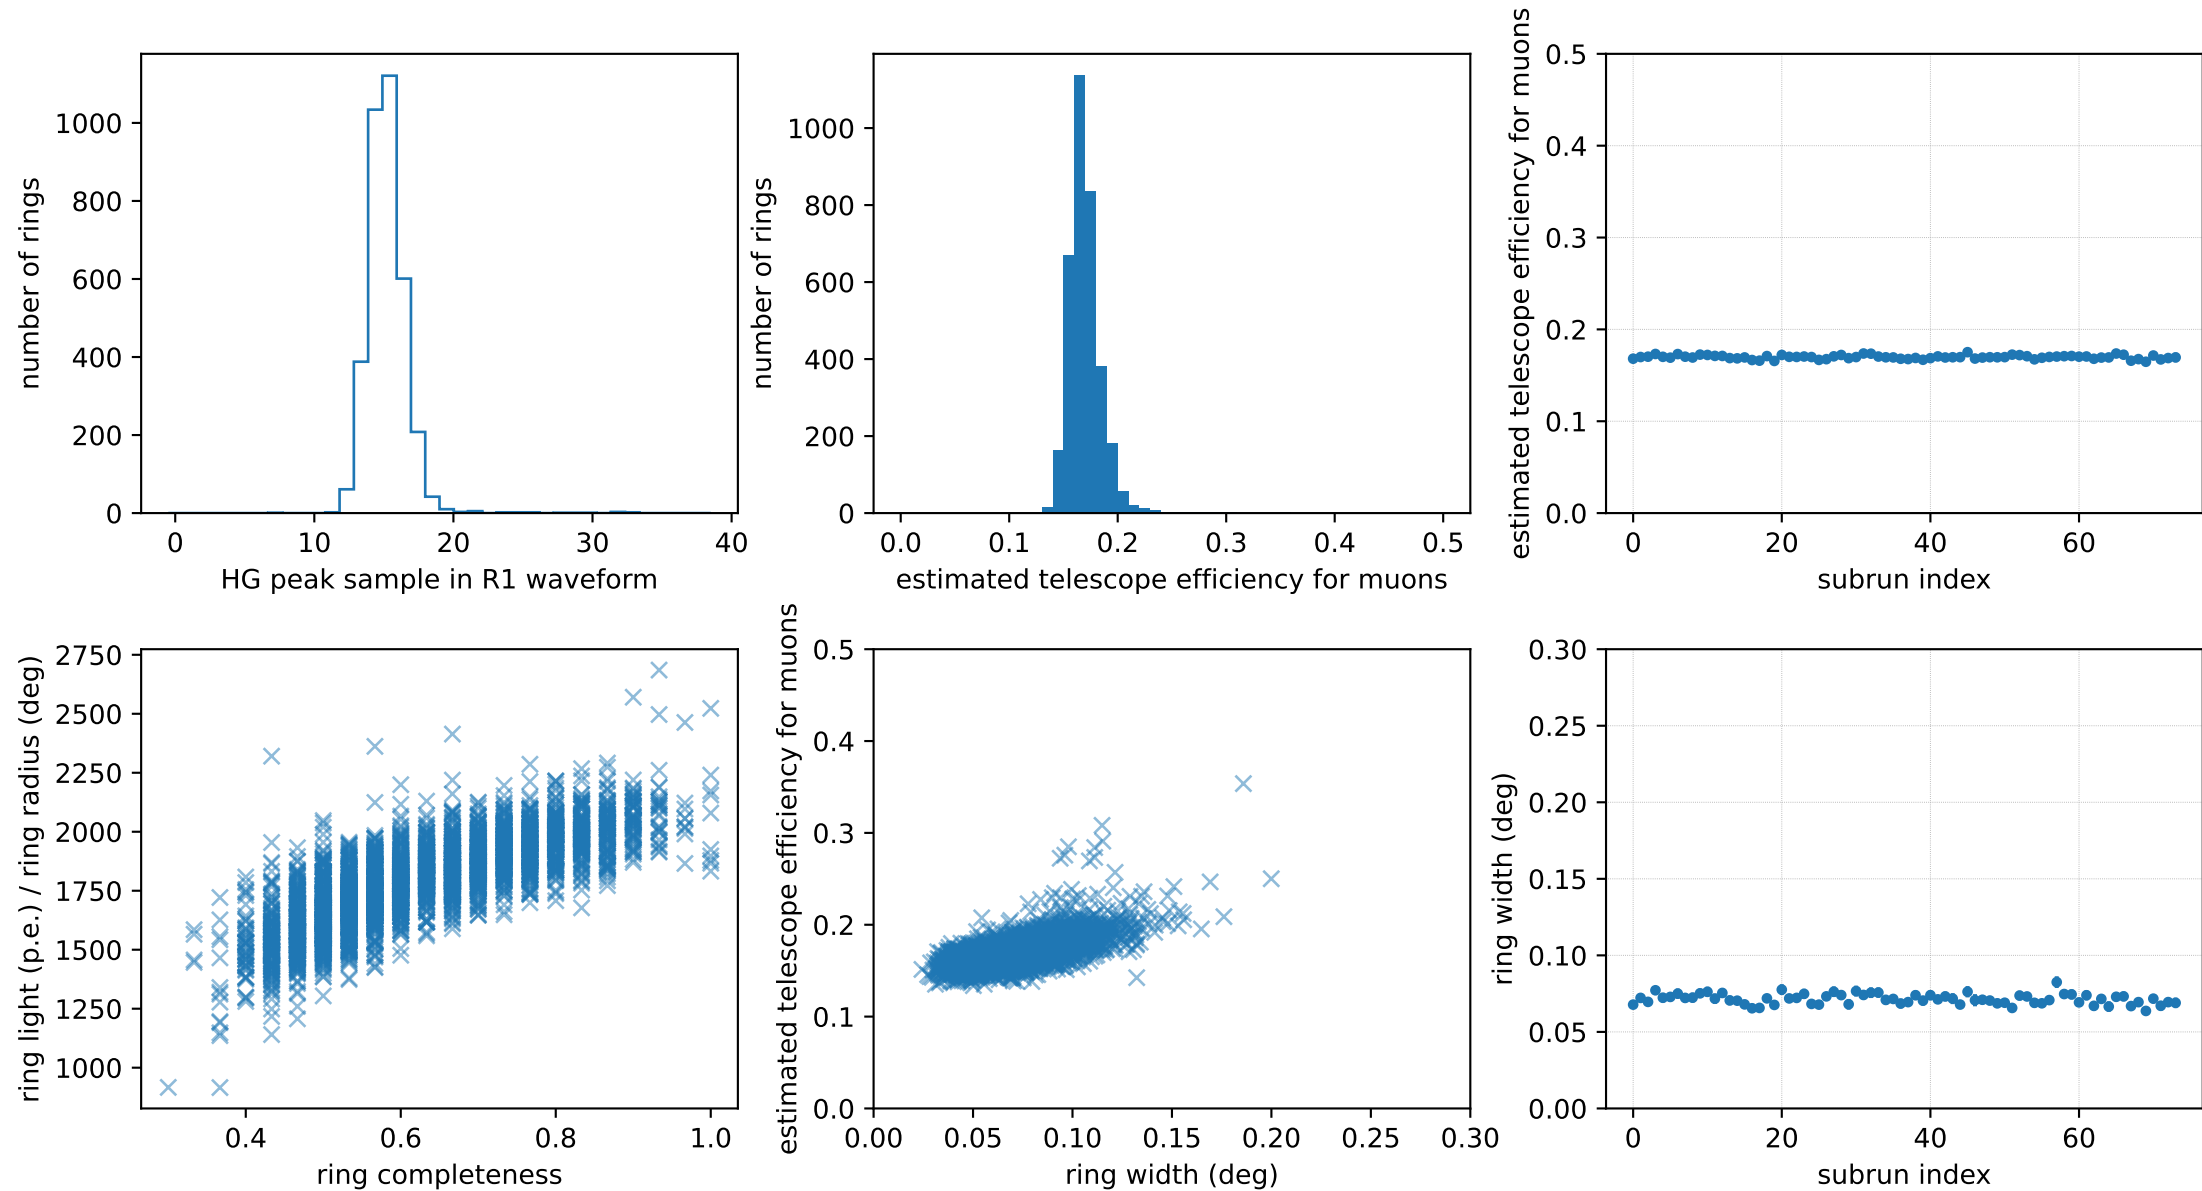 number of rings
1000
800
600
400
200
0
0 10 20 30 40
HG peak sample in R1 waveform
number of rings
1000
800
600
400
200
0
0.0 0.1 0.2 0.3 0.4 0.5
estimated telescope efficiency for muons
estimated telescope efficiency for muons
0.5
0.4
0.3
0.2
0.1
0.0
0 20 40 60
subrun index
ring light (p.e.) / ring radius (deg)
2750
2500
2250
2000
1750
1500
1250
1000
0.4 0.6 0.8 1.0
ring completeness
estimated telescope efficiency for muons
0.5
0.4
0.3
0.2
0.1
0.0
0.00 0.05 0.10 0.15 0.20 0.25 0.30
ring width (deg)
ring width (deg)
0.30
0.25
0.20
0.15
0.10
0.05
0.00
0 20 40 60
subrun index